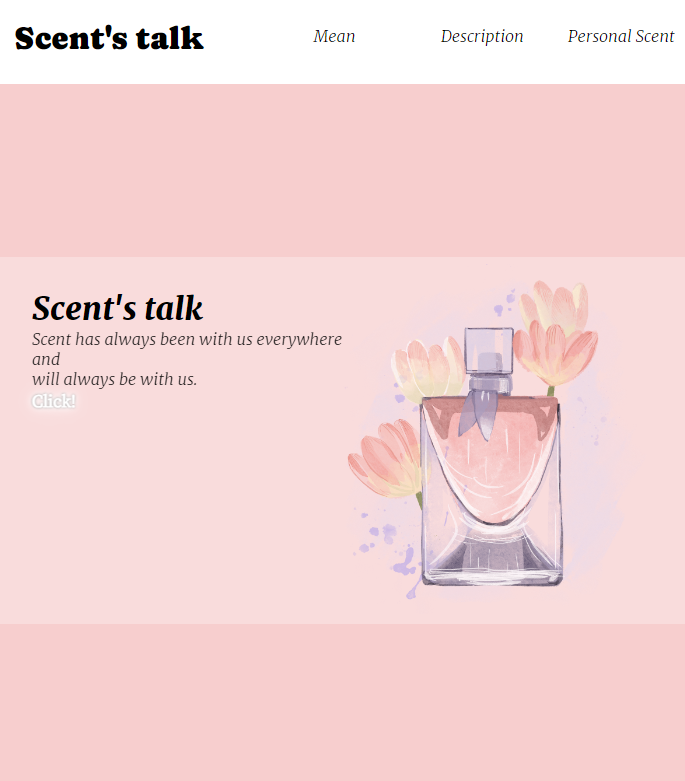 Scent's talk
Mean
Description
Personal Scent
Scent's talk
Scent has always been with us everywhere
and
will always be with us.
Click!